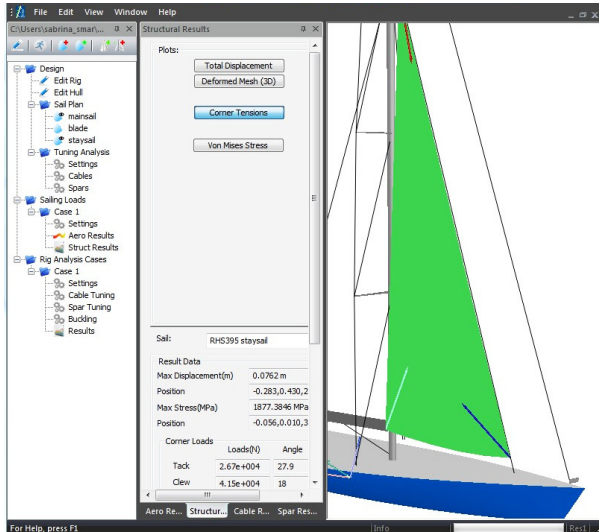 File Edit View Window Help
C:\Users\sabrina_smar\...
Structural Results
Design
Edit Rig
Edit Hull
Sail Plan
mainsail
blade
staysail
Tuning Analysis
Settings
Cables
Spars
Sailing Loads
Case 1
Settings
Aero Results
Struct Results
Rig Analysis Cases
Case 1
Settings
Cable Tuning
Spar Tuning
Buckling
Results
Plots:
Total Displacement
Deformed Mesh (3D)
Corner Tensions
Von Mises Stress
Sail: RHS395 staysail
Result Data
Max Displacement(m) 0.0762 m
Position -0.283,0.430,2
Max Stress(MPa) 1877.3846 MPa
Position -0.056,0.010,3
Corner Loads
Loads(N) Angle
Tack 2.67e+004 27.9
Clew 4.15e+004 18
Aero Re... Structur... Cable R... Spar Res...
For Help, press F1
Info
Res1